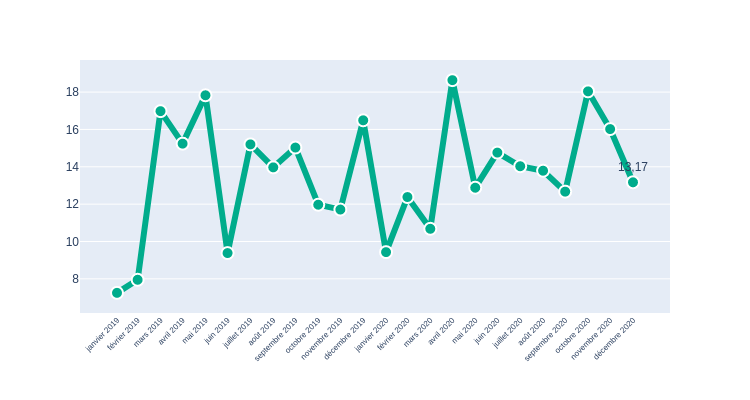 18
16
14
12
10
8
13.17
janvier 2019
février 2019
mars 2019
avril 2019
mai 2019
juin 2019
juillet 2019
août 2019
septembre 2019
octobre 2019
novembre 2019
décembre 2019
janvier 2020
février 2020
mars 2020
avril 2020
mai 2020
juin 2020
juillet 2020
août 2020
septembre 2020
octobre 2020
novembre 2020
décembre 2020